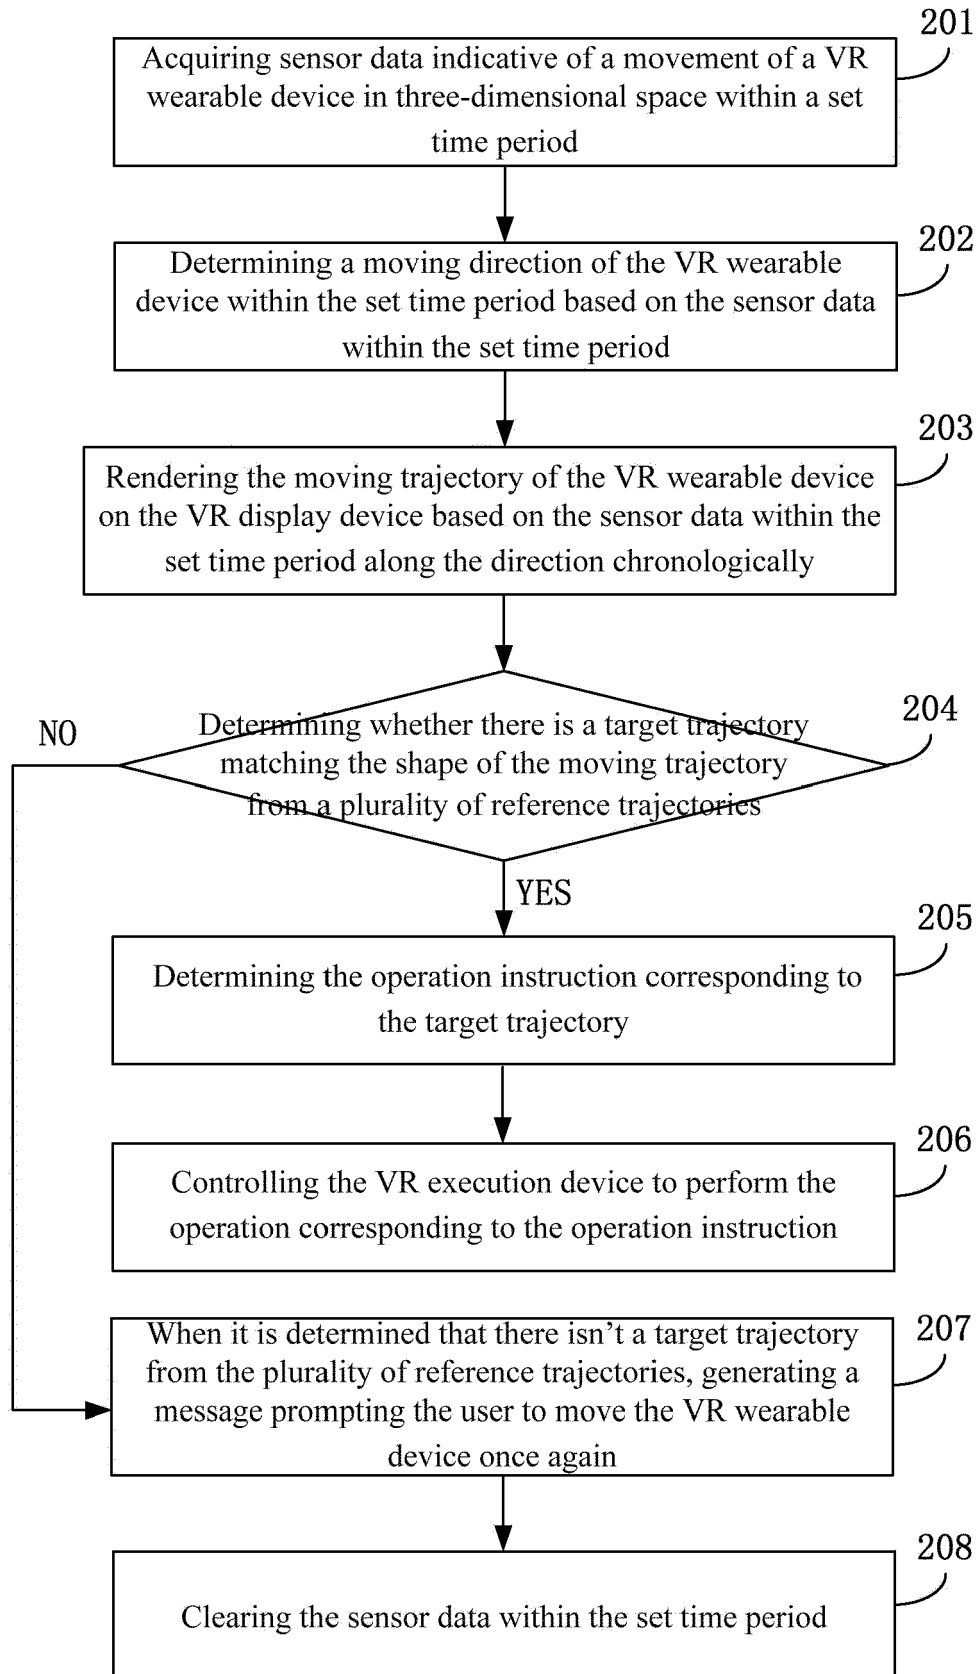 201
Acquiring sensor data indicative of a movement of a VR
wearable device in three-dimensional space within a set
time period
202
Determining a moving direction of the VR wearable
device within the set time period based on the sensor data
within the set time period
203
Rendering the moving trajectory of the VR wearable device
on the VR display device based on the sensor data within the
set time period along the direction chronologically
204
NO
Determining whether there is a target trajectory
matching the shape of the moving trajectory
from a plurality of reference trajectories
YES
205
Determining the operation instruction corresponding to
the target trajectory
206
Controlling the VR execution device to perform the
operation corresponding to the operation instruction
207
When it is determined that there isn't a target trajectory
from the plurality of reference trajectories, generating a
message prompting the user to move the VR wearable
device once again
208
Clearing the sensor data within the set time period